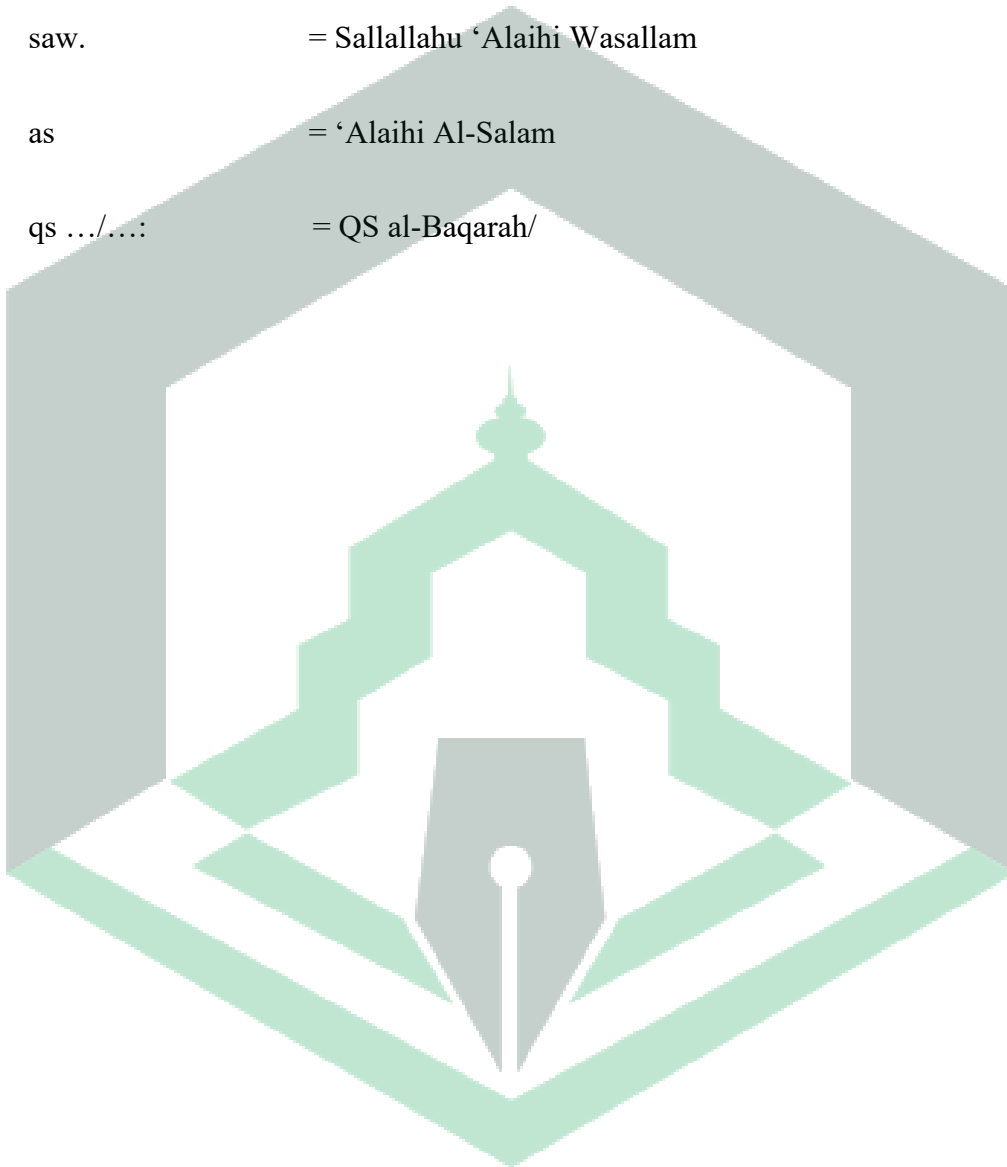 saw. = Sallallahu ‘Alaihi Wasallam
as = ‘Alaihi Al-Salam
qs …/…: = QS al-Baqarah/